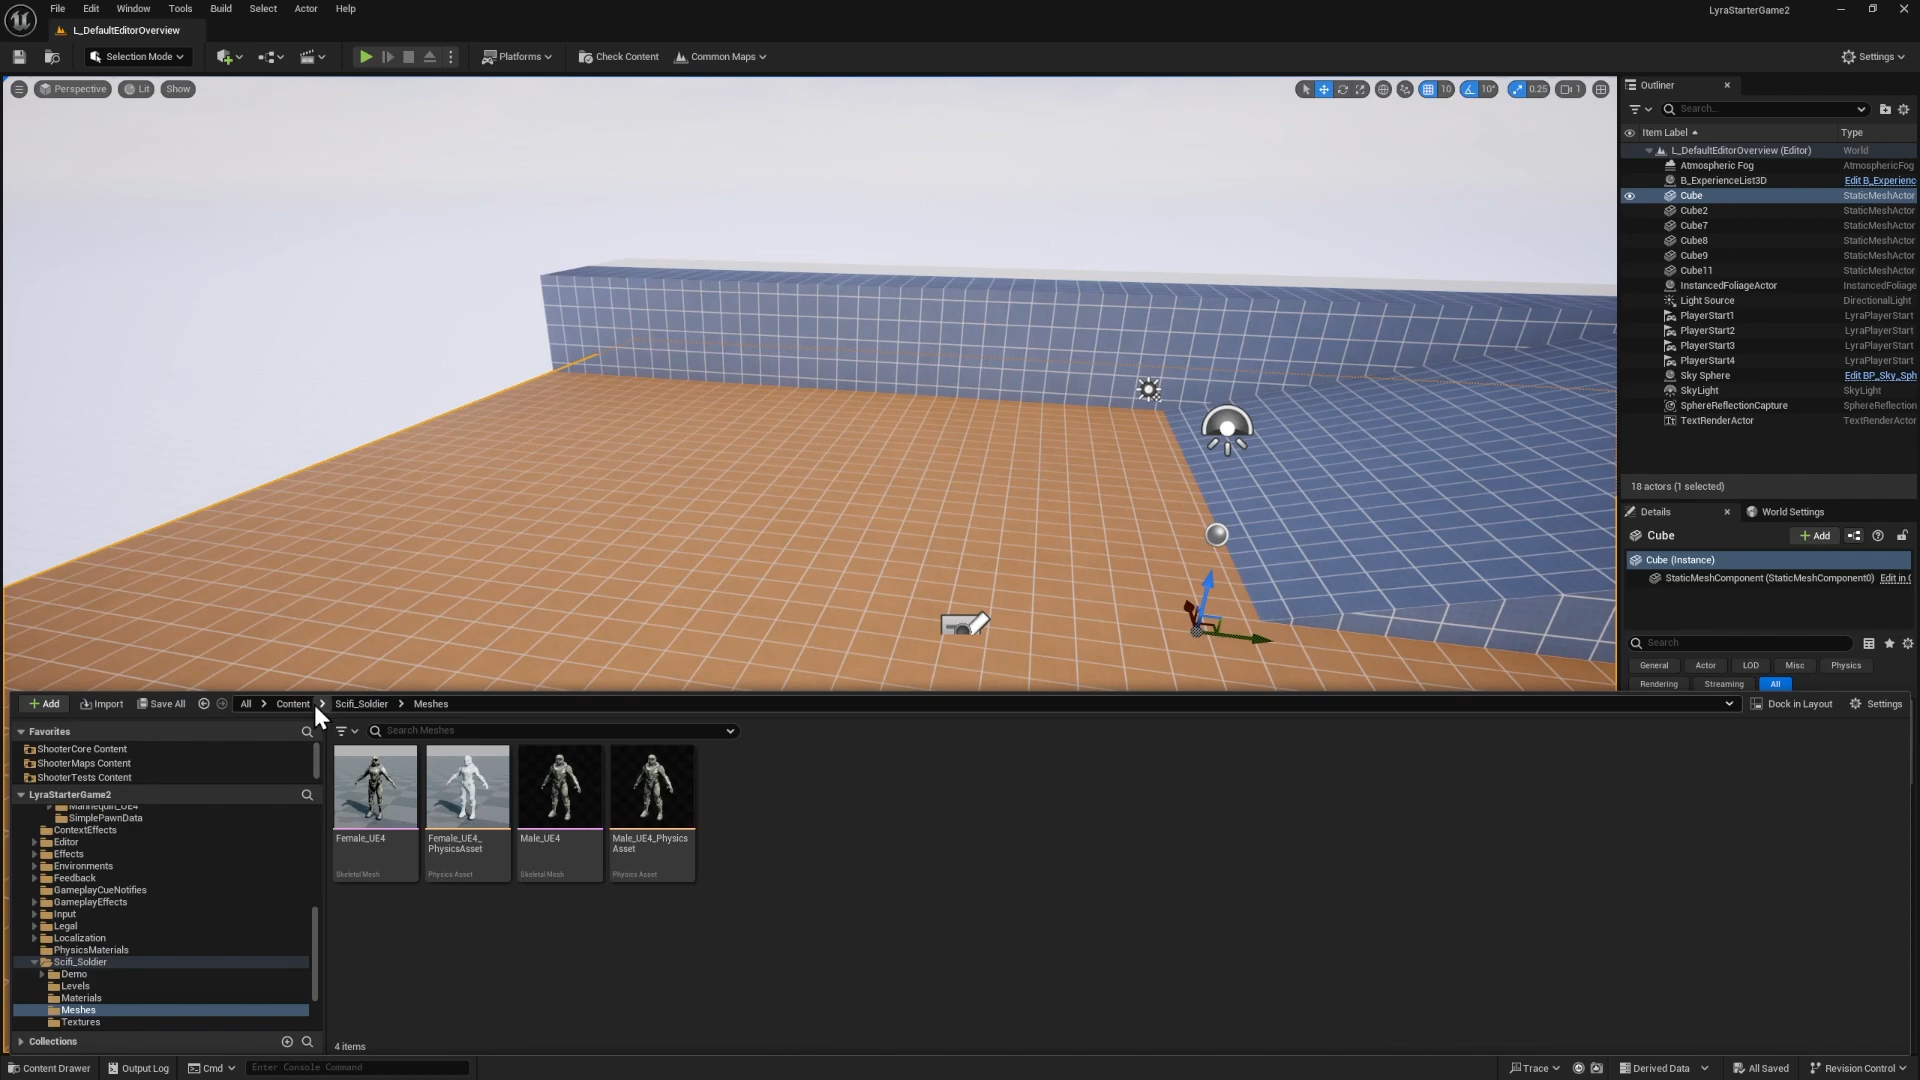 File Edit Window Tools Build Select Actor Help
LyraStarterGame2
L_DefaultEditorOverview
Selection Mode
Platforms
Check Content
Common Maps
Settings
Perspective
Lit
Show
10
10°
0.25
1
Outliner
Search...
Item Label
Type
L_DefaultEditorOverview (Editor) World
Atmospheric Fog AtmosphericFog
B_ExperienceList3D Edit B_Experienc
Cube StaticMeshActor
Cube2 StaticMeshActor
Cube7 StaticMeshActor
Cube8 StaticMeshActor
Cube9 StaticMeshActor
Cube11 StaticMeshActor
InstancedFoliageActor InstancedFoliage
Light Source DirectionalLight
PlayerStart1 LyraPlayerStart
PlayerStart2 LyraPlayerStart
PlayerStart3 LyraPlayerStart
PlayerStart4 LyraPlayerStart
Sky Sphere Edit BP_Sky_Sph
SkyLight SkyLight
SphereReflectionCapture SphereReflection
TextRenderActor TextRenderActor
18 actors (1 selected)
Details
World Settings
Cube
Add
Cube (Instance)
StaticMeshComponent (StaticMeshComponent0) Edit in C
Search
General Actor LOD Misc Physics
Rendering Streaming All
Add
Import
Save All
All
Content
Scifi_Soldier
Meshes
Dock in Layout
Settings
Favorites
ShooterCore Content
ShooterMaps Content
ShooterTests Content
LyraStarterGame2
Mannequin_UE4
SimplePawnData
ContextEffects
Editor
Effects
Environments
Feedback
GameplayCueNotifies
GameplayEffects
Input
Legal
Localization
PhysicsMaterials
Scifi_Soldier
Demo
Levels
Materials
Meshes
Textures
Collections
Search Meshes
Female_UE4
Skeletal Mesh
Female_UE4_
PhysicsAsset
Physics Asset
Male_UE4
Skeletal Mesh
Male_UE4_Physics
Asset
Physics Asset
4 items
Content Drawer
Output Log
Cmd
Enter Console Command
Trace
Derived Data
All Saved
Revision Control